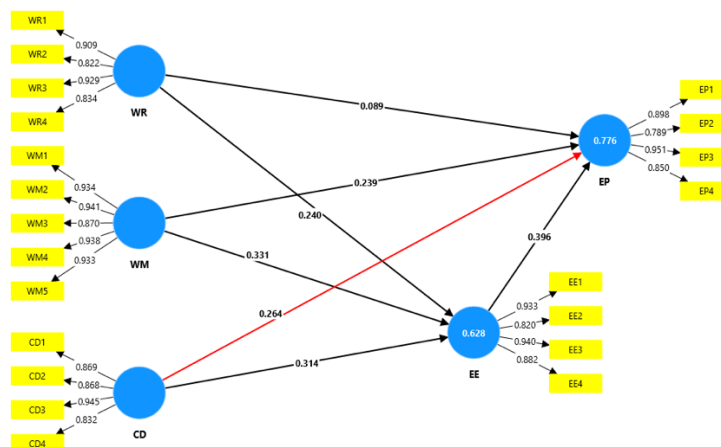 WR1
WR2
WR3
WR4
0.909
0.822
0.929
0.834
WR
WM1
WM2
WM3
WM4
WM5
0.934
0.941
0.870
0.938
0.933
WM
CD1
CD2
CD3
CD4
0.869
0.868
0.945
0.832
CD
0.089
0.239
0.240
0.331
0.264
0.314
0.396
0.776
EP
EP1
EP2
EP3
EP4
0.898
0.789
0.951
0.850
0.628
EE
EE1
EE2
EE3
EE4
0.933
0.820
0.940
0.882